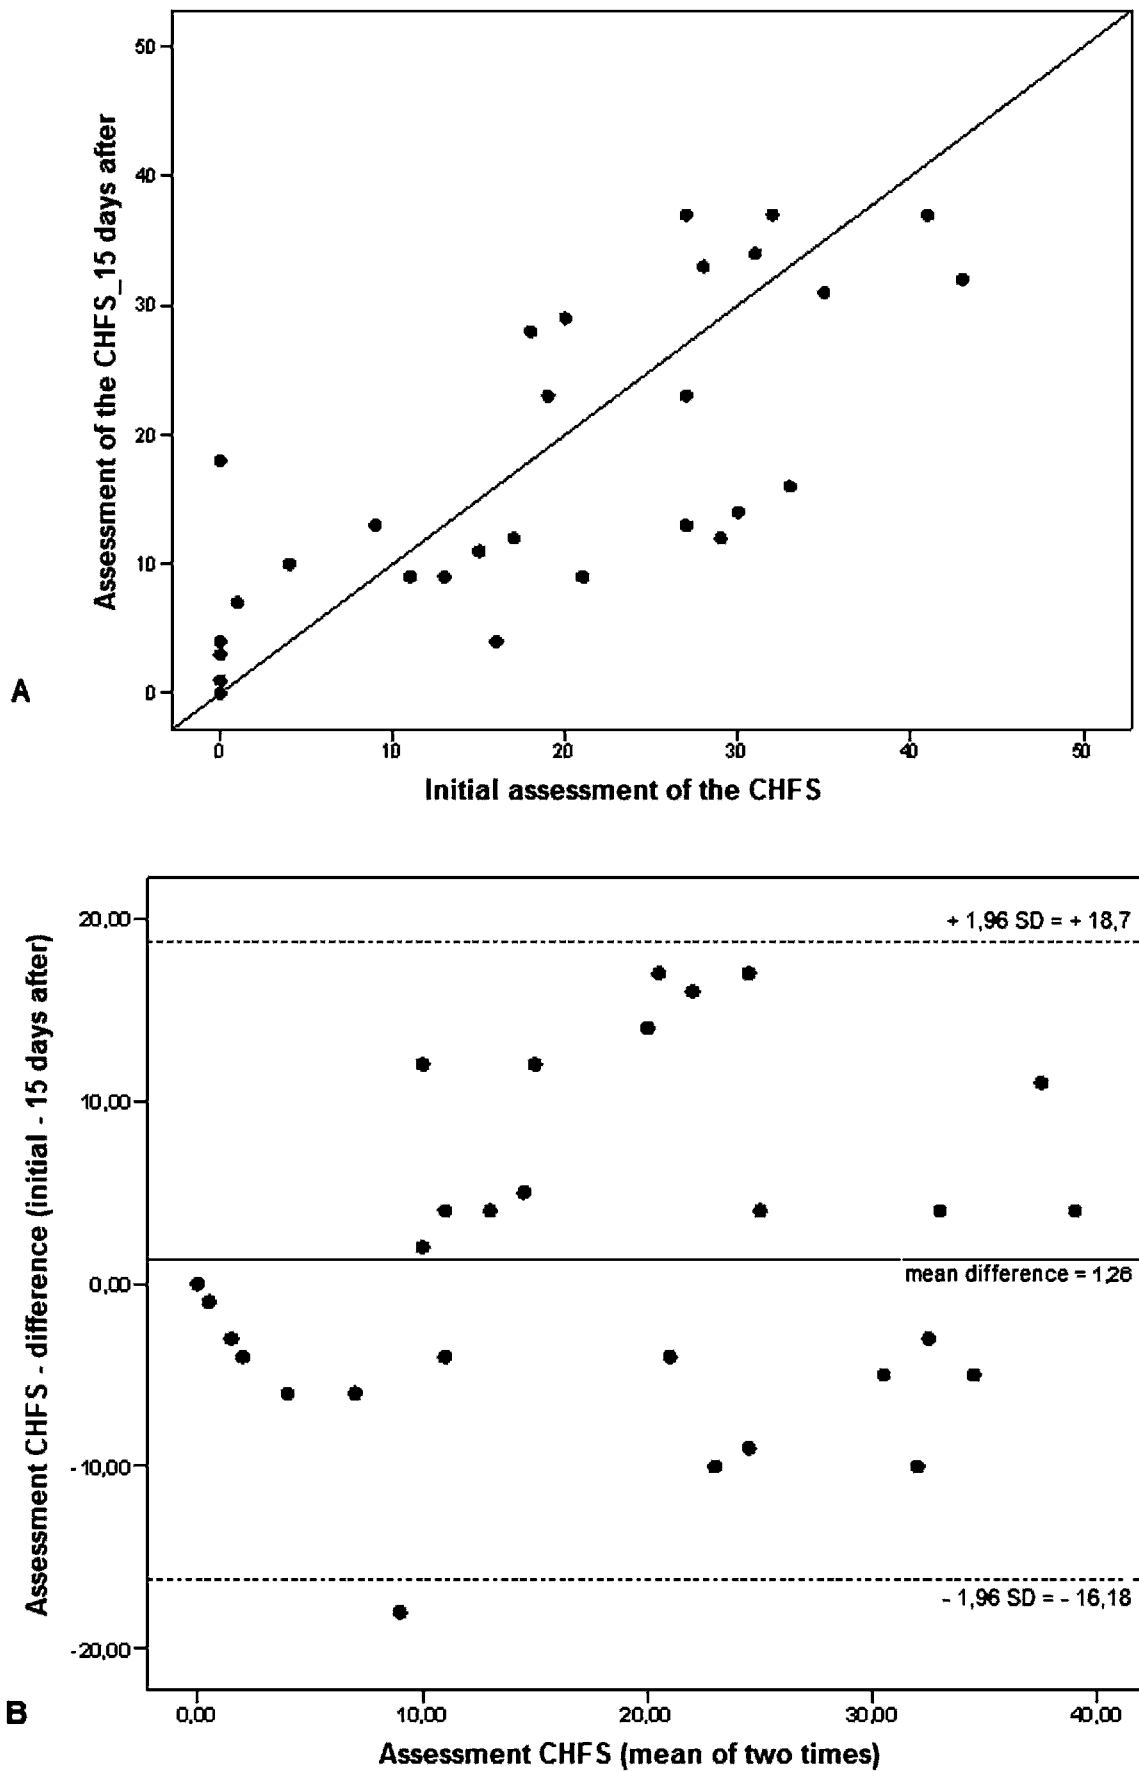 50
40
30
20
10
0
Assessment of the CHFS_15 days after
A
0 10 20 30 40 50
Initial assessment of the CHFS
20,00
+ 1,96 SD = + 18,7
10,00
0,00
mean difference = 1,26
-10,00
- 1,96 SD = - 16,18
-20,00
Assessment CHFS - difference (initial - 15 days after)
B
0,00 10,00 20,00 30,00 40,00
Assessment CHFS (mean of two times)